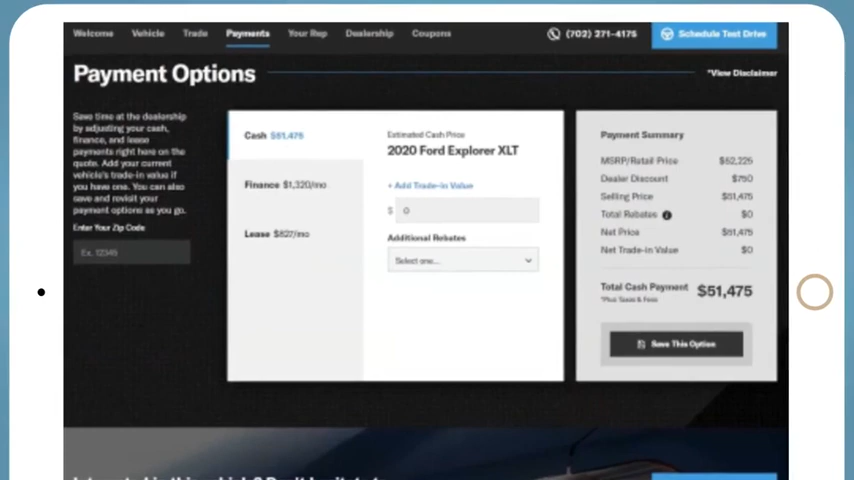 Welcome Vehicle Trade Payments Your Rep Dealership Coupons (702) 271-4175 Schedule Test Drive
Payment Options
*View Disclaimer
Save time at the dealership
by adjusting your cash,
finance, and lease
payments right here on the
quote. Add your current
vehicle's trade-in value if
you have one. You can also
save and revisit your
payment options as you go.
Enter Your Zip Code
Ex. 12345
Cash $51,475
Finance $1,320/mo
Lease $827/mo
Estimated Cash Price
2020 Ford Explorer XLT
+ Add Trade-in Value
$ 0
Additional Rebates
Select one...
Payment Summary
MSRP/Retail Price $52,225
Dealer Discount $750
Selling Price $51,475
Total Rebates $0
Net Price $51,475
Net Trade-in Value $0
Total Cash Payment $51,475
*Plus Taxes & Fees
Save This Option